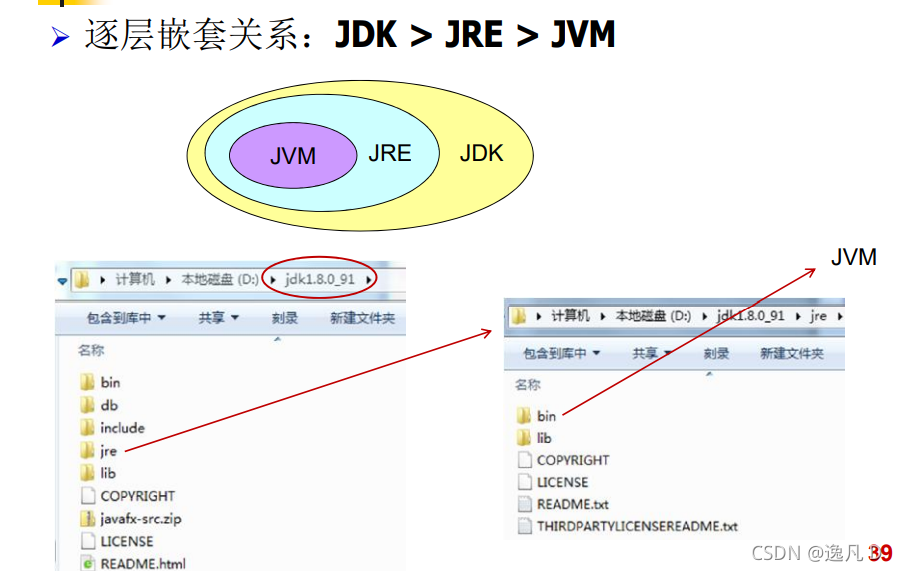 逐层嵌套关系：JDK > JRE > JVM
JVM JRE JDK
JVM
计算机 本地磁盘 (D:) jdk1.8.0_91
包含到库中 共享 刻录 新建文件夹
名称
bin
db
include
jre
lib
COPYRIGHT
javafx-src.zip
LICENSE
README.html
计算机 本地磁盘 (D:) jdk1.8.0_91 jre
包含到库中 共享 刻录 新建文件夹
名称
bin
lib
COPYRIGHT
LICENSE
README.txt
THIRDPARTYLICENSEREADME.txt
CSDN @逸凡
39